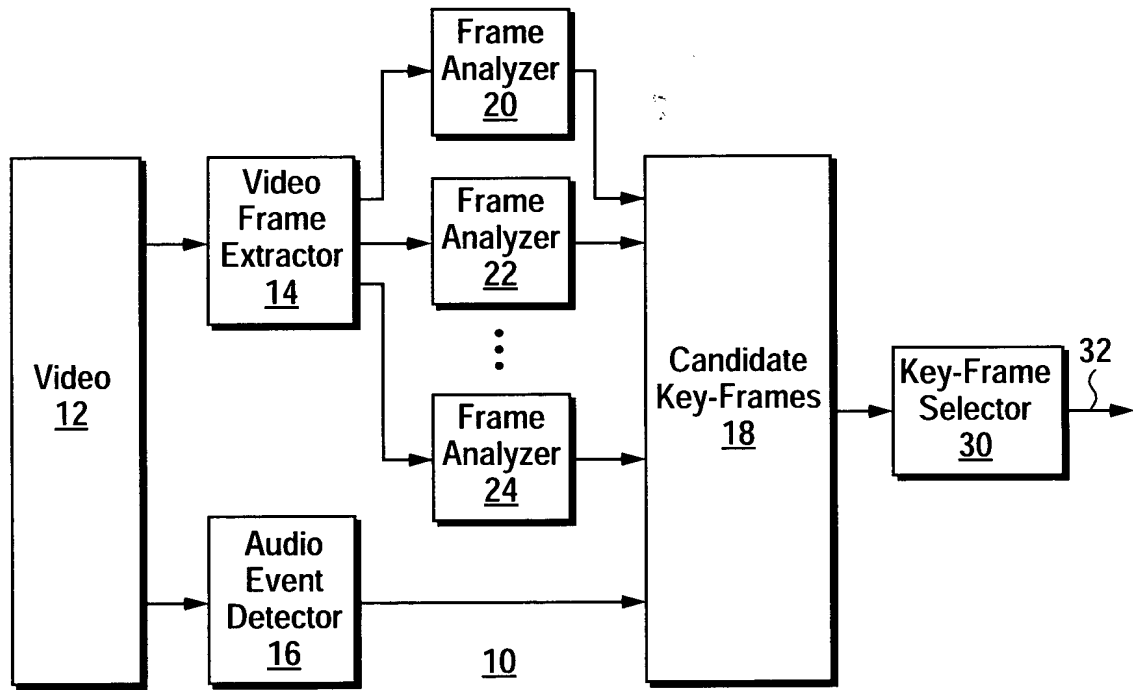 Frame
Analyzer
20
Video
Frame
Extractor
14
Frame
Analyzer
22
Video
12
Frame
Analyzer
24
Candidate
Key-Frames
18
Key-Frame
Selector
30
32
Audio
Event
Detector
16
10